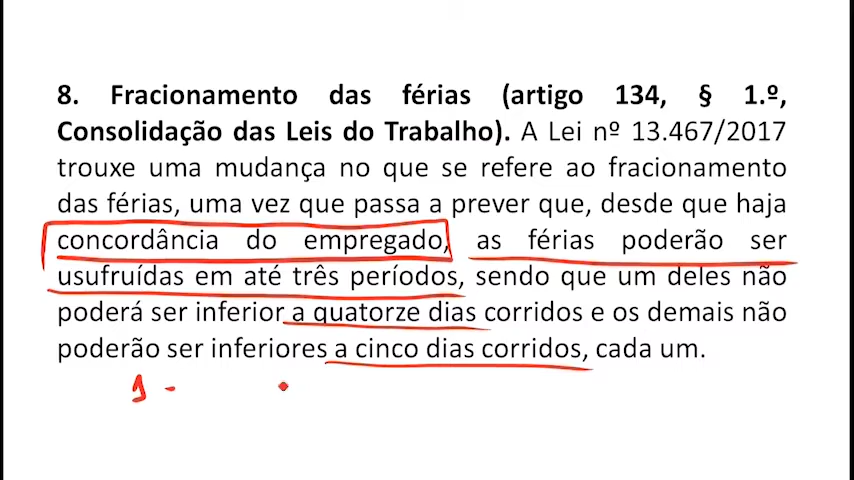 8. Fracionamento das férias (artigo 134, § 1.º,
Consolidação das Leis do Trabalho). A Lei nº 13.467/2017
trouxe uma mudança no que se refere ao fracionamento
das férias, uma vez que passa a prever que, desde que haja
concordância do empregado, as férias poderão ser
usufruídas em até três períodos, sendo que um deles não
poderá ser inferior a quatorze dias corridos e os demais não
poderão ser inferiores a cinco dias corridos, cada um.
1 -